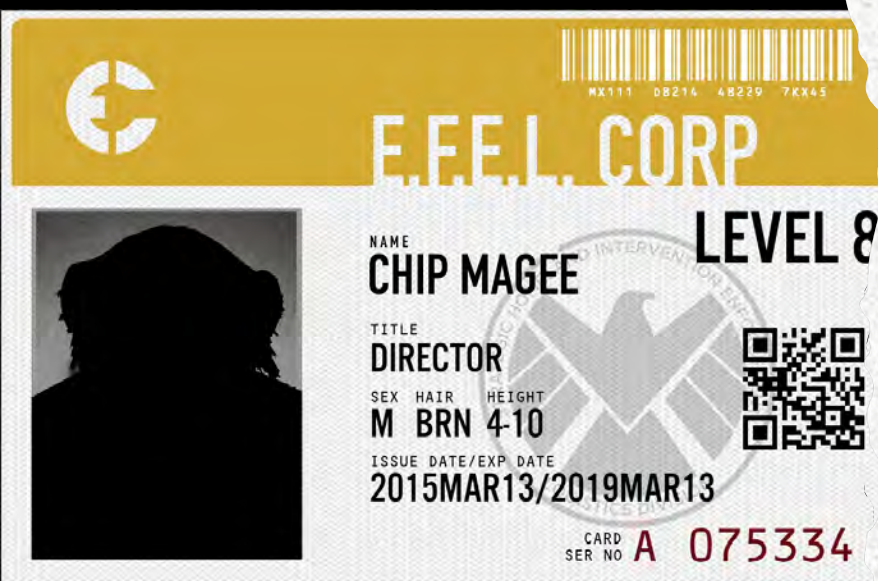 MX111 DB214 4B229 7KX45
E.F.E.L. CORP
LEVEL 8
NAME
CHIP MAGEE
TITLE
DIRECTOR
SEX HAIR HEIGHT
M BRN 4-10
ISSUE DATE/EXP DATE
2015MAR13/2019MAR13
CARD
SER NO A 075334
INTERVENTION